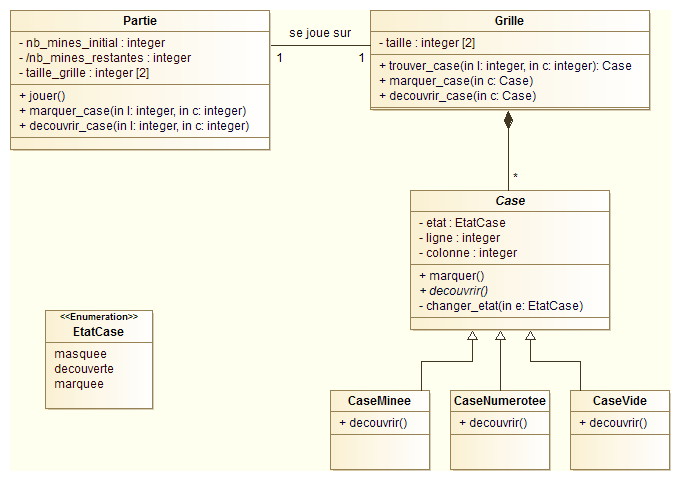 Partie
- nb_mines_initial : integer
- /nb_mines_restantes : integer
- taille_grille : integer [2]
+ jouer()
+ marquer_case(in l: integer, in c: integer)
+ decouvrir_case(in l: integer, in c: integer)
se joue sur
1
1
Grille
- taille : integer [2]
+ trouver_case(in l: integer, in c: integer): Case
+ marquer_case(in c: Case)
+ decouvrir_case(in c: Case)
*
Case
- etat : EtatCase
- ligne : integer
- colonne : integer
+ marquer()
+ decouvrir()
- changer_etat(in e: EtatCase)
<<Enumeration>>
EtatCase
masquee
decouverte
marquee
CaseMinee
+ decouvrir()
CaseNumerotee
+ decouvrir()
CaseVide
+ decouvrir()